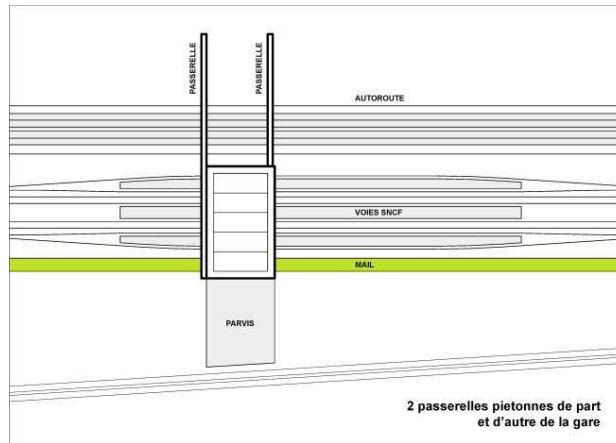 PASSERELLE
PASSERELLE
AUTOROUTE
VOIES SNCF
MAIL
PARVIS
2 passerelles pietonnes de part
et d'autre de la gare